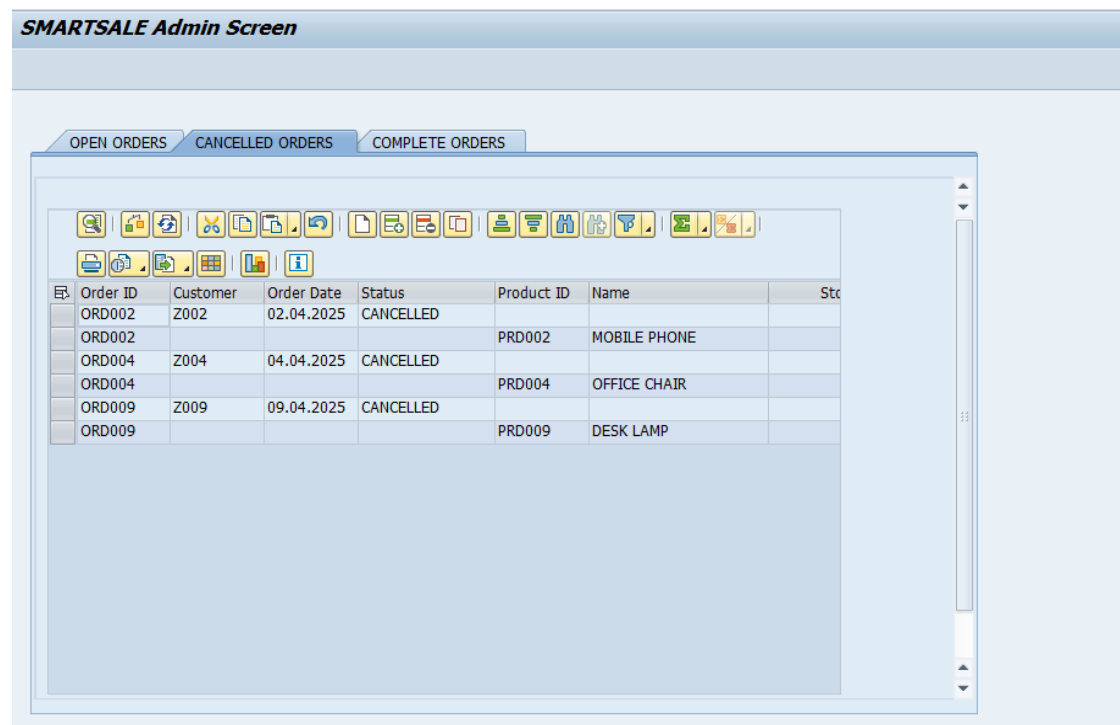 SMARTSALE Admin Screen
OPEN ORDERS CANCELLED ORDERS COMPLETE ORDERS
Order ID Customer Order Date Status Product ID Name Sto
ORD002 Z002 02.04.2025 CANCELLED
ORD002 PRD002 MOBILE PHONE
ORD004 Z004 04.04.2025 CANCELLED
ORD004 PRD004 OFFICE CHAIR
ORD009 Z009 09.04.2025 CANCELLED
ORD009 PRD009 DESK LAMP